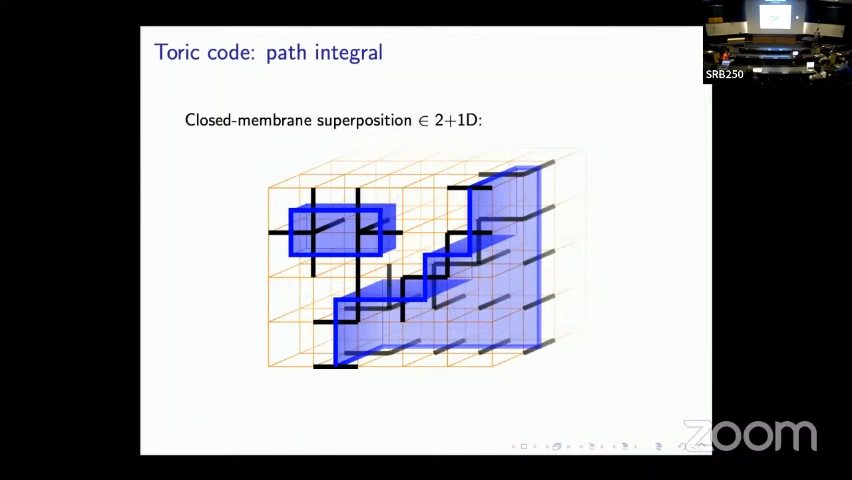 Toric code: path integral
SRB250
Closed-membrane superposition ∈ 2+1D:
zoom